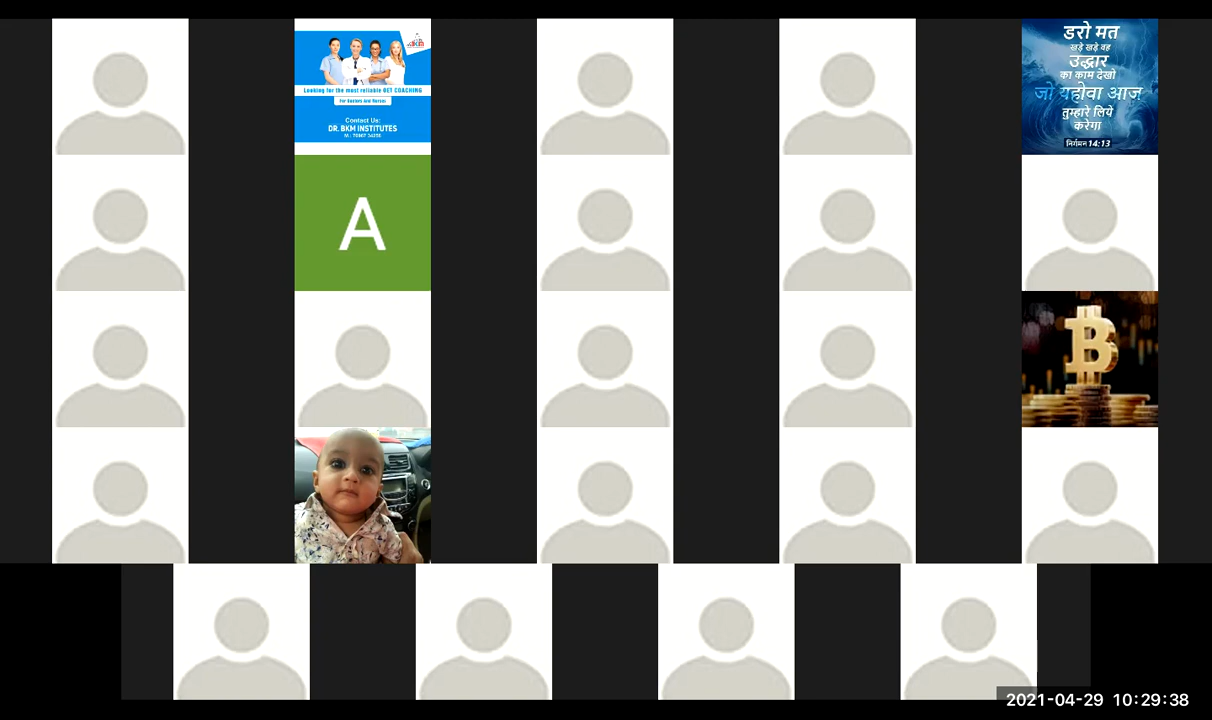 Looking for the most reliable OET COACHING
For Doctors And Nurses
Contact Us:
DR. BKM INSTITUTES
डरो मत
खड़े खड़े वह
उद्धार
का काम देखो
जो यहोवा आज
तुम्हारे लिये
करेगा
निर्गमन 14:13
A
2021-04-29 10:29:38